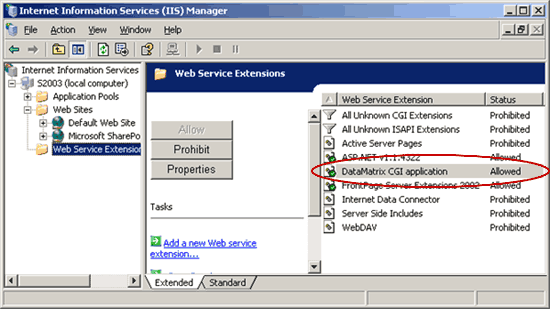 Internet Information Services (IIS) Manager
File Action View Window Help
Internet Information Services
S2003 (local computer)
Application Pools
Web Sites
Default Web Site
Microsoft SharePo
Web Service Extension
Web Service Extensions
Allow
Prohibit
Properties
Tasks
Add a new Web service
extension...
Web Service Extension Status
All Unknown CGI Extensions Prohibited
All Unknown ISAPI Extensions Prohibited
Active Server Pages Prohibited
ASP.NET v1.1.4322 Allowed
DataMatrix CGI application Allowed
FrontPage Server Extensions 2002 Allowed
Internet Data Connector Prohibited
Server Side Includes Prohibited
WebDAV Prohibited
Extended Standard